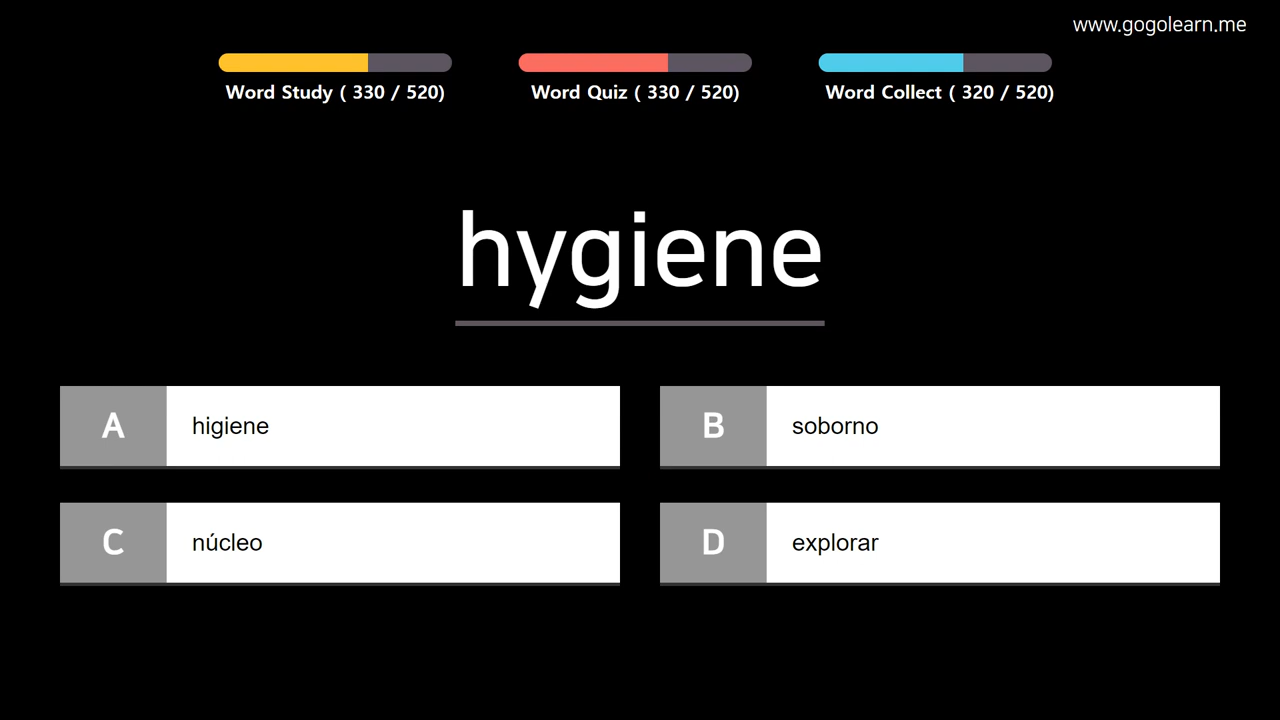 www.gogolearn.me
Word Study ( 330 / 520)
Word Quiz ( 330 / 520)
Word Collect ( 320 / 520)
hygiene
A
higiene
B
soborno
C
núcleo
D
explorar